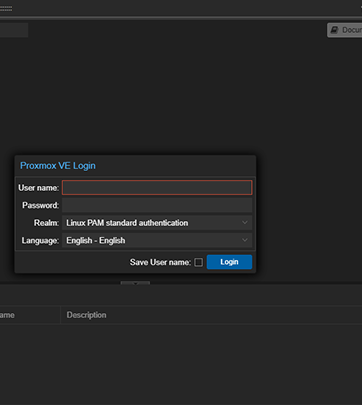 Docu
Proxmox VE Login
User name:
Password:
Realm: Linux PAM standard authentication
Language: English - English
Save User name: Login
ame Description